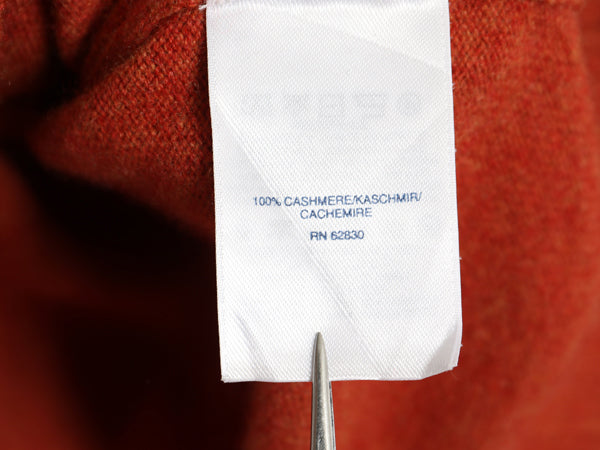 100% CASHMERE/KASCHMIR/
CACHEMIRE
RN 62830